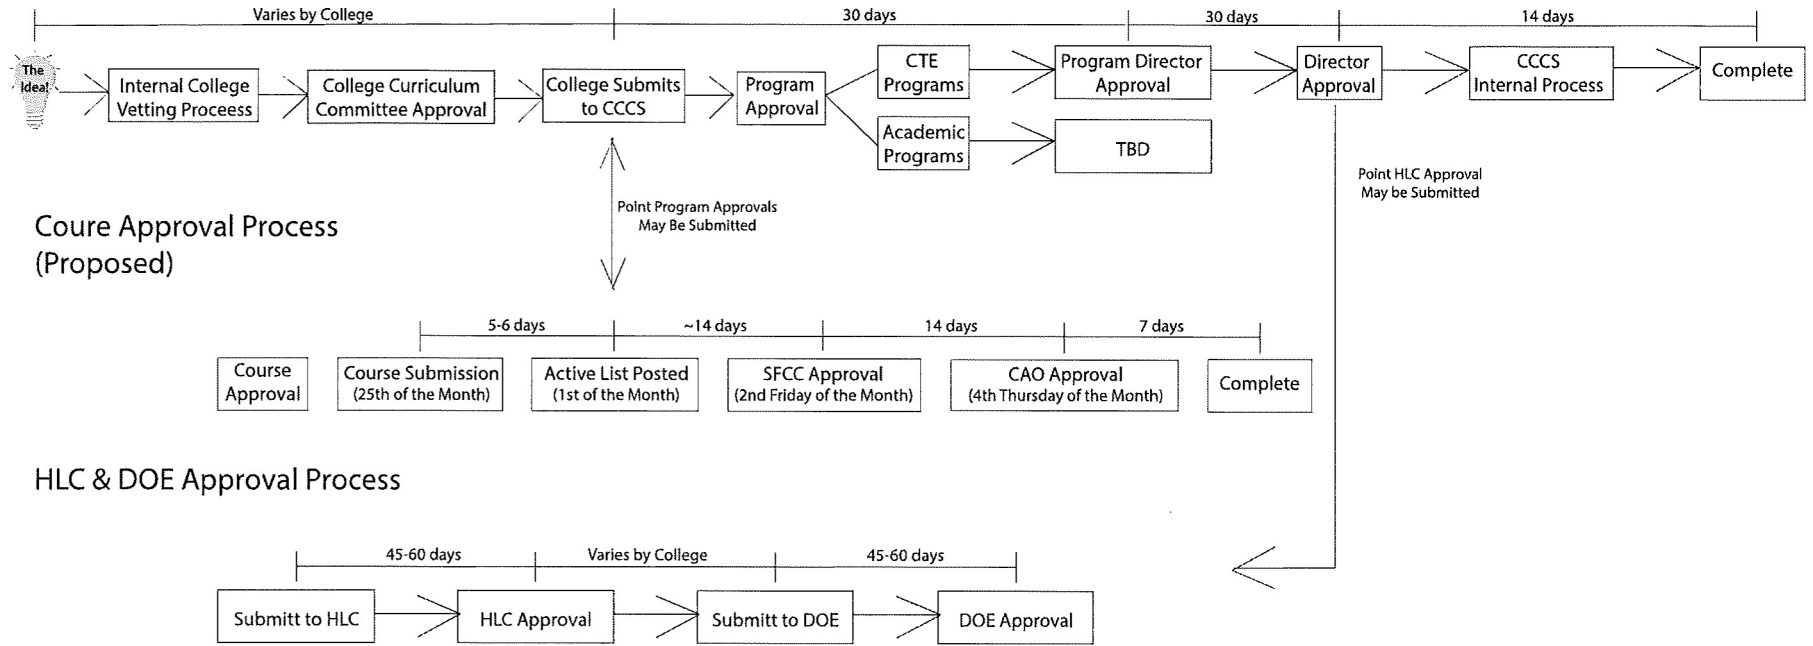 Varies by College
30 days
30 days
14 days
The
Idea!
Internal College
Vetting Proceess
College Curriculum
Committee Approval
College Submits
to CCCS
Program
Approval
CTE
Programs
Program Director
Approval
Director
Approval
CCCS
Internal Process
Complete
Academic
Programs
TBD
Point HLC Approval
May be Submitted
Point Program Approvals
May Be Submitted
Coure Approval Process
(Proposed)
5-6 days
~14 days
14 days
7 days
Course
Approval
Course Submission
(25th of the Month)
Active List Posted
(1st of the Month)
SFCC Approval
(2nd Friday of the Month)
CAO Approval
(4th Thursday of the Month)
Complete
HLC & DOE Approval Process
45-60 days
Varies by College
45-60 days
Submitt to HLC
HLC Approval
Submitt to DOE
DOE Approval